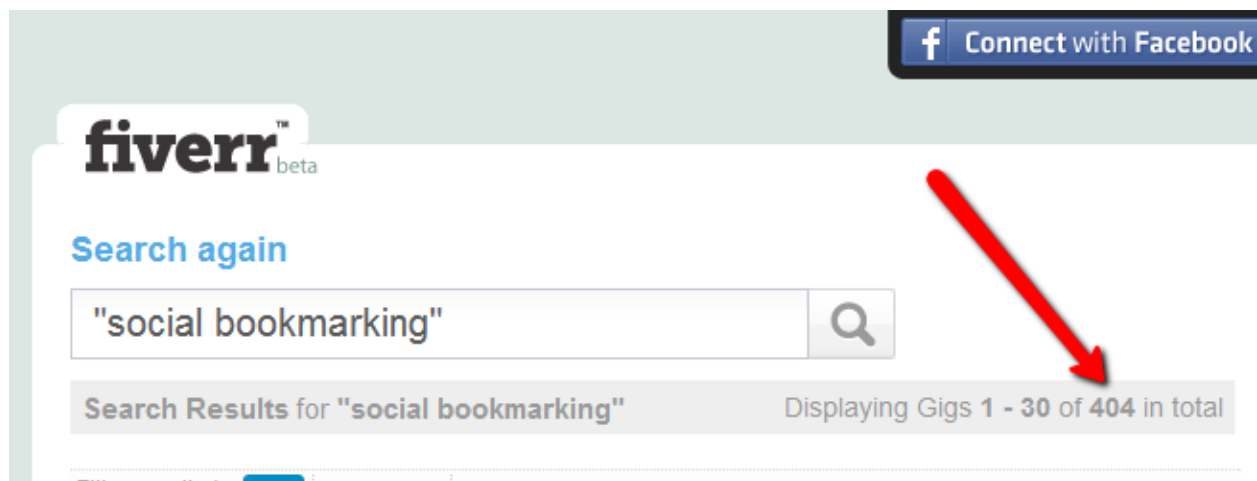 f Connect with Facebook
fiverr™
beta
Search again
"social bookmarking"
Search Results for "social bookmarking"
Displaying Gigs 1 - 30 of 404 in total